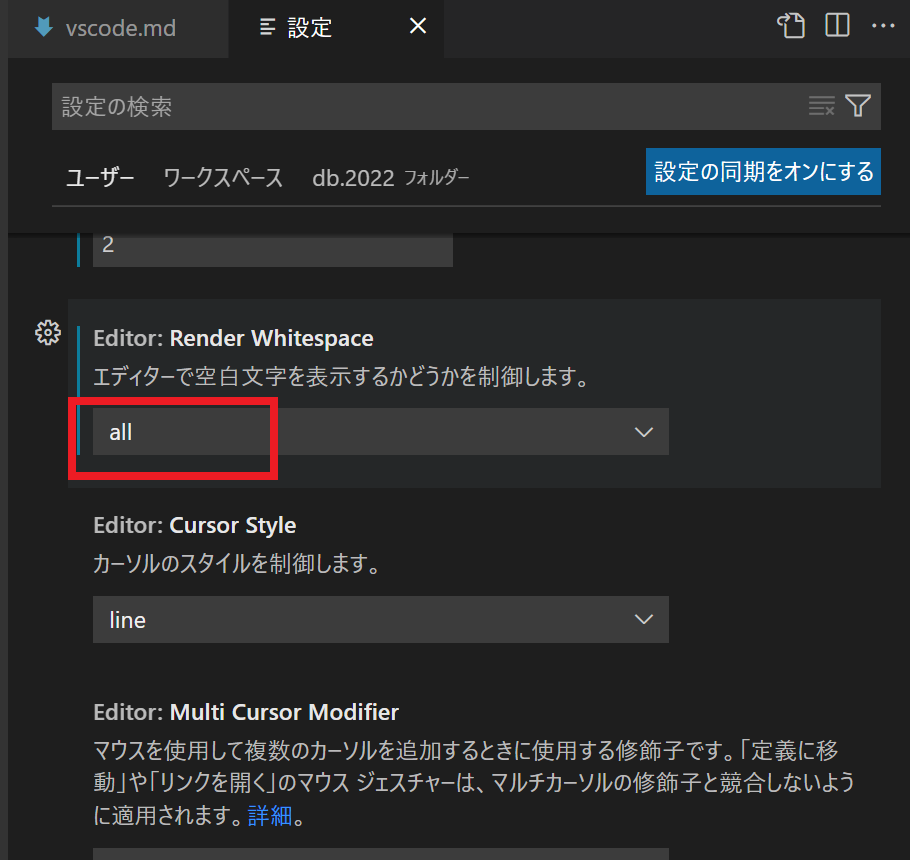 vscode.md
設定
設定の検索
ユーザー ワークスペース db.2022 フォルダー
設定の同期をオンにする
2
Editor: Render Whitespace
エディターで空白文字を表示するかどうかを制御します。
all
Editor: Cursor Style
カーソルのスタイルを制御します。
line
Editor: Multi Cursor Modifier
マウスを使用して複数のカーソルを追加するときに使用する修飾子です。「定義に移
動」や「リンクを開く」のマウス ジェスチャーは、マルチカーソルの修飾子と競合しないよう
に適用されます。詳細。